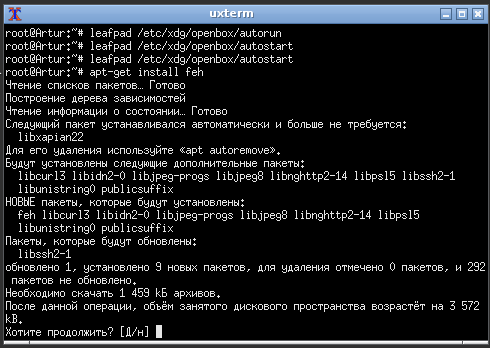 uxterm
root@Artur:~# leafpad /etc/xdg/openbox/autorun
root@Artur:~# leafpad /etc/xdg/openbox/autostart
root@Artur:~# leafpad /etc/xdg/openbox/autostart
root@Artur:~# apt-get install feh
Чтение списков пакетов… Готово
Построение дерева зависимостей
Чтение информации о состоянии… Готово
Следующий пакет устанавливался автоматически и больше не требуется:
  libxapian22
Для его удаления используйте «apt autoremove».
Будут установлены следующие дополнительные пакеты:
  libcurl3 libidn2-0 libjpeg-progs libjpeg8 libnghttp2-14 libpsl5 libssh2-1
  libunistring0 publicsuffix
НОВЫЕ пакеты, которые будут установлены:
  feh libcurl3 libidn2-0 libjpeg-progs libjpeg8 libnghttp2-14 libpsl5
  libunistring0 publicsuffix
Пакеты, которые будут обновлены:
  libssh2-1
обновлено 1, установлено 9 новых пакетов, для удаления отмечено 0 пакетов, и 292
 пакетов не обновлено.
Необходимо скачать 1 459 kБ архивов.
После данной операции, объём занятого дискового пространства возрастёт на 3 572
kB.
Хотите продолжить? [Д/н]